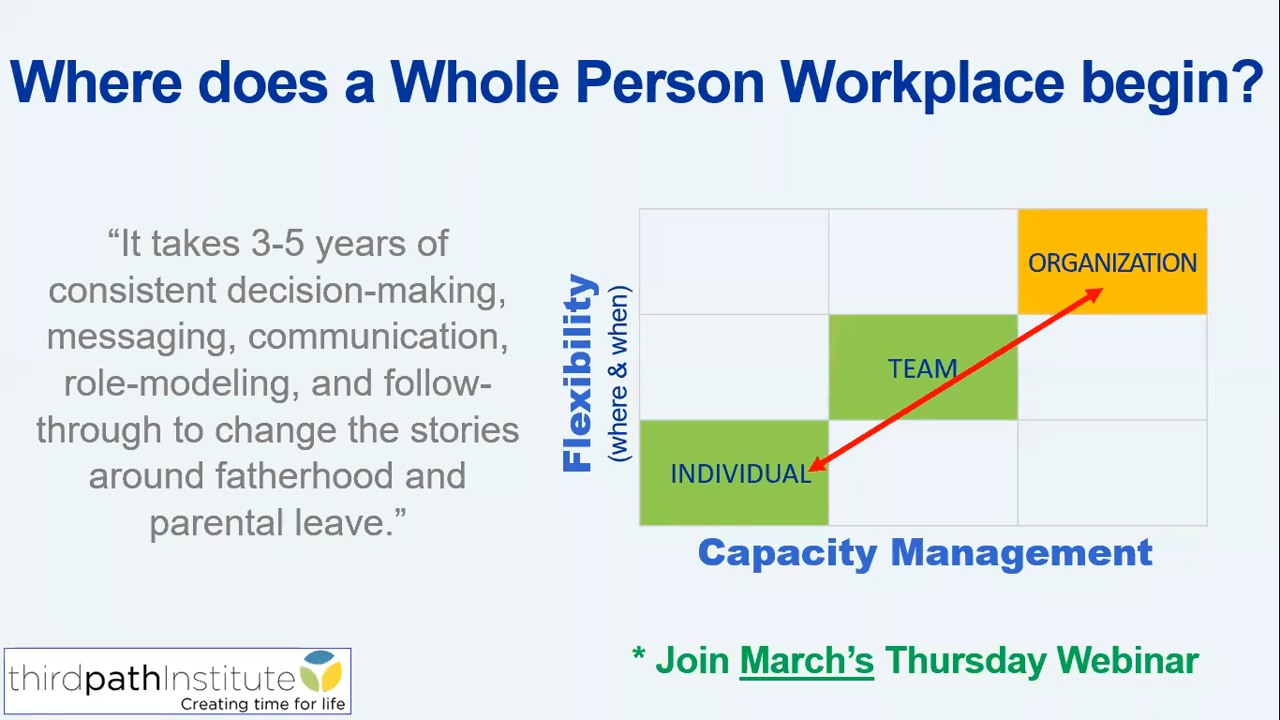 Where does a Whole Person Workplace begin?
“It takes 3-5 years of
consistent decision-making,
messaging, communication,
role-modeling, and follow-
through to change the stories
around fatherhood and
parental leave.”
Flexibility
(where & when)
ORGANIZATION
TEAM
INDIVIDUAL
Capacity Management
* Join March’s Thursday Webinar
thirdpathInstitute
Creating time for life